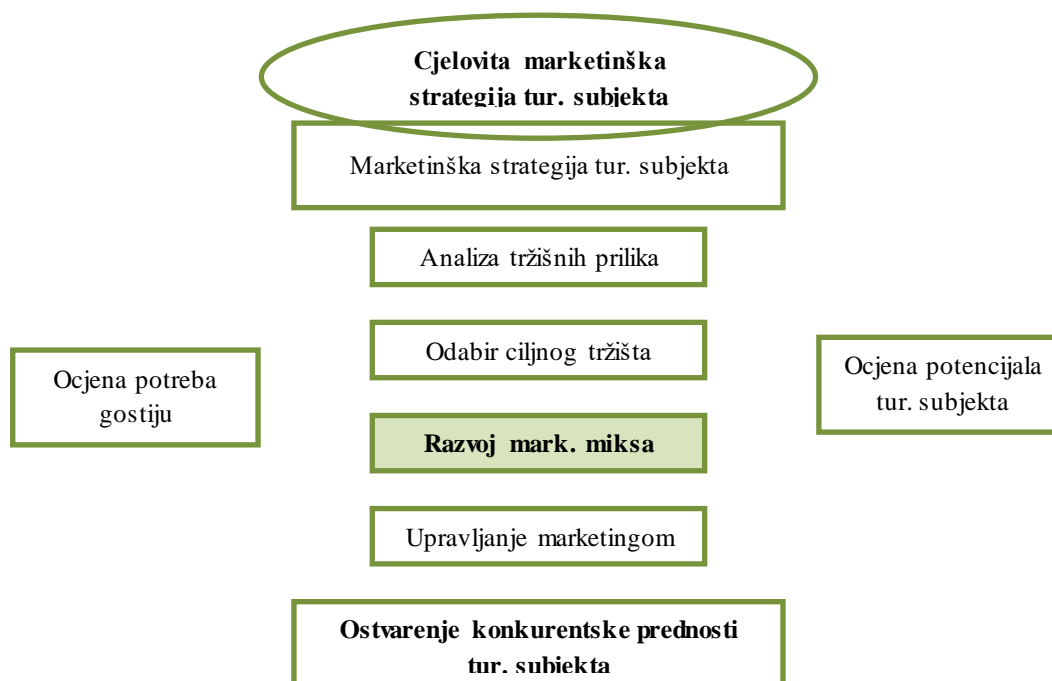 Cjelovita marketinška
strategija tur. subjekta
Marketinška strategija tur. subjekta
Analiza tržišnih prilika
Odabir ciljnog tržišta
Ocjena potreba
gostiju
Ocjena potencijala
tur. subjekta
Razvoj mark. miksa
Upravljanje marketingom
Ostvarenje konkurentske prednosti
tur. subjekta